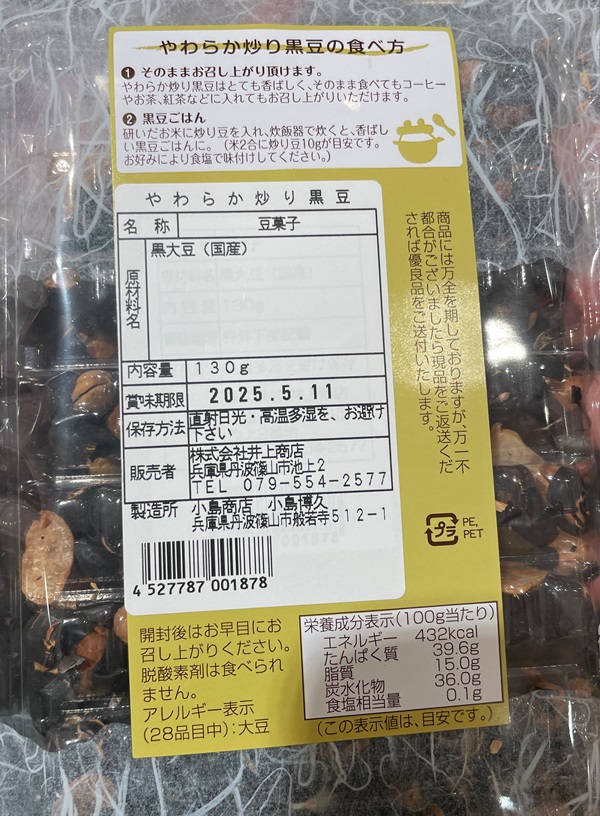 やわらか炒り黒豆の食べ方
❶ そのままお召し上がり頂けます。
やわらか炒り黒豆はとても香ばしく、そのまま食べてもコーヒー
やお茶、紅茶などに入れてもお召し上がりいただけます。
❷ 黒豆ごはん
研いだお米に炒り豆を入れ、炊飯器で炊くと、香ばし
い黒豆ごはんに。(米2合に炒り豆10gが目安です。
お好みにより食塩で味付けしてください。)
やわらか炒り黒豆
名 称 豆菓子
原材料名 黒大豆(国産)
内容量 130g
賞味期限 2025.5.11
保存方法 直射日光・高温多湿を、お避け
下さい
販売者 株式会社井上商店
兵庫県丹波篠山市池上2
TEL 079-554-2577
製造所 小島商店 小島博久
兵庫県丹波篠山市般若寺512-1
4 527787 001878
商品には万全を期しておりますが、万一不
都合がございましたら現品をご返送くだ
されば優良品をご送付いたします。
プラ
PE,
PET
開封後はお早目にお
召し上がりください。
脱酸素剤は食べられ
ません。
アレルギー表示
(28品目中):大豆
栄養成分表示(100g当たり)
エネルギー 432kcal
たんぱく質 39.6g
脂質 15.0g
炭水化物 36.0g
食塩相当量 0.1g
(この表示値は、目安です。)